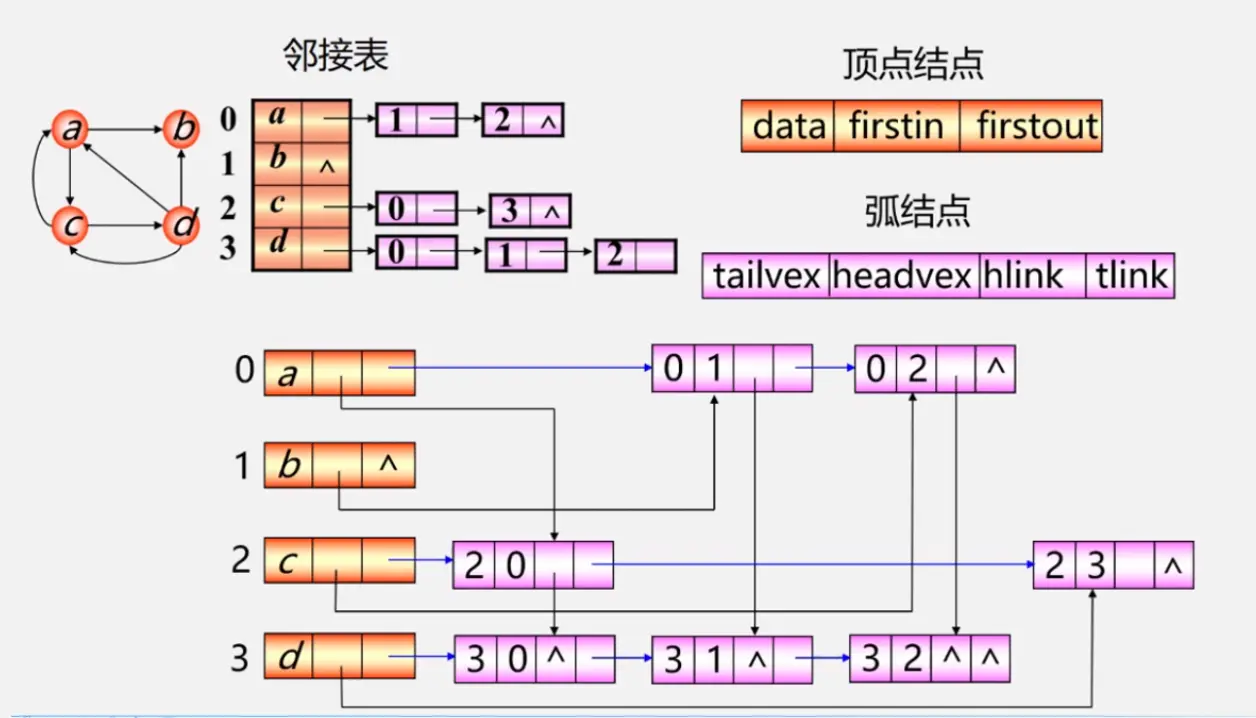 邻接表
顶点结点
a b
c d
0 a 1 2 ^
1 b ^
2 c 0 3 ^
3 d 0 1 2
data firstin firstout
弧结点
tailvex headvex hlink tlink
0 a 0 1 0 2 ^
1 b ^
2 c 2 0 2 3 ^
3 d 3 0 ^ 3 1 ^ 3 2 ^ ^